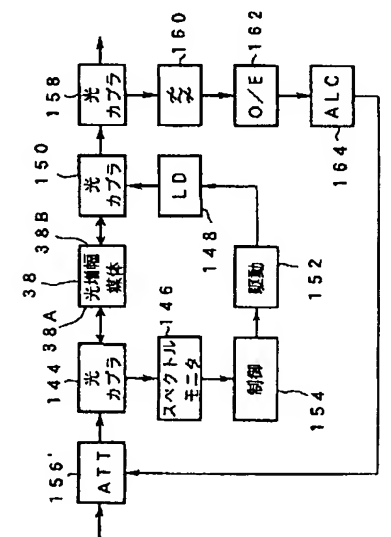 156'
ATT
144
光
カプラ
38A
38
38B
光増幅
媒体
150
光
カプラ
158
光
カプラ
146
スペクトル
モニタ
LD
148
160
O/E
162
制御
154
駆動
152
ALC
164